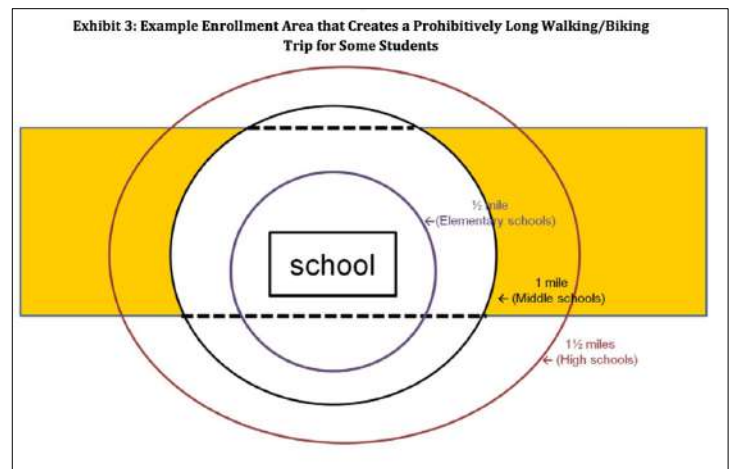 Exhibit 3: Example Enrollment Area that Creates a Prohibitively Long Walking/Biking
Trip for Some Students
½ mile
←(Elementary schools)
school
1 mile
←(Middle schools)
1½ miles
←(High schools)